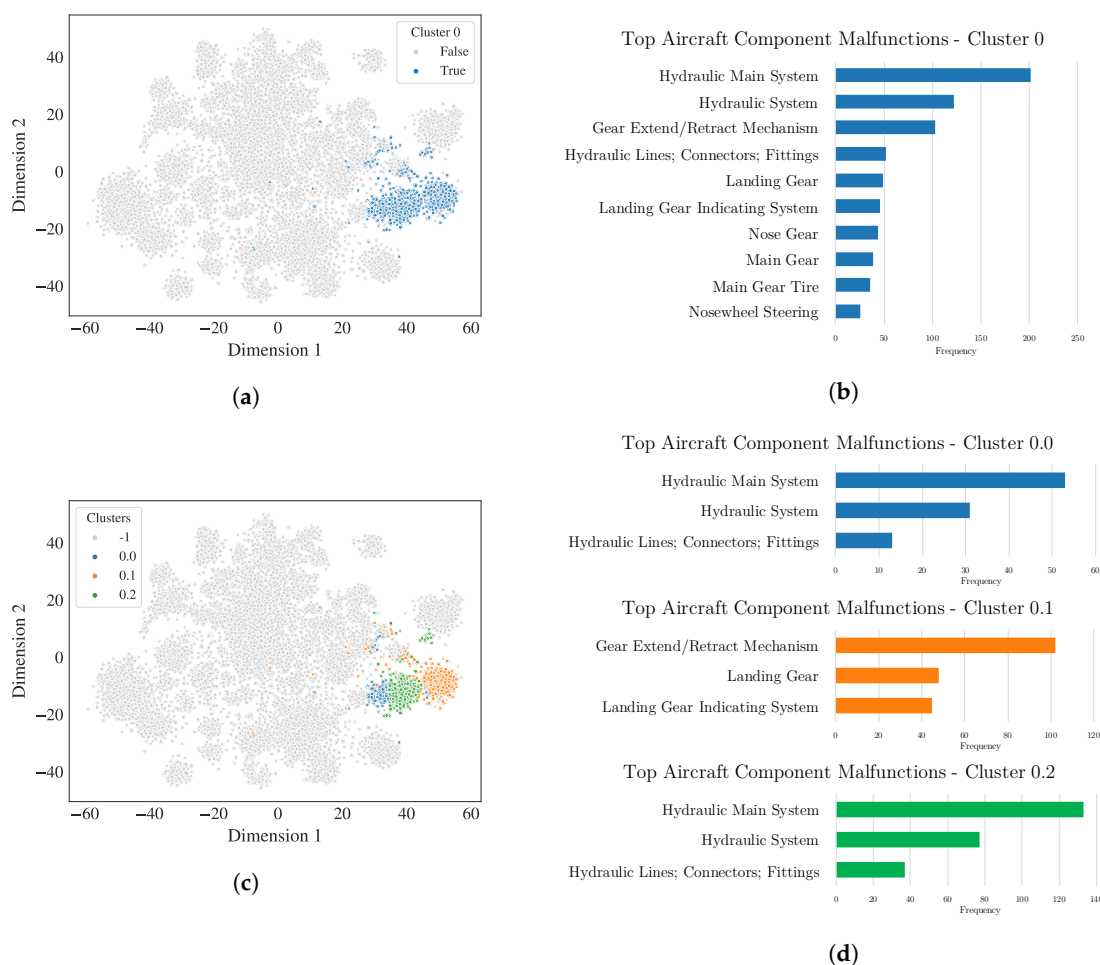 Cluster 0
False
True
40
20
0
−20
−40
Dimension 2
−60
−40
−20
0
20
40
60
Dimension 1
(a)
Top Aircraft Component Malfunctions - Cluster 0
Hydraulic Main System
Hydraulic System
Gear Extend/Retract Mechanism
Hydraulic Lines; Connectors; Fittings
Landing Gear
Landing Gear Indicating System
Nose Gear
Main Gear
Main Gear Tire
Nosewheel Steering
0 50 100 150 200 250
Frequency
(b)
Clusters
-1
0.0
0.1
0.2
40
20
0
−20
−40
Dimension 2
−60
−40
−20
0
20
40
60
Dimension 1
(c)
Top Aircraft Component Malfunctions - Cluster 0.0
Hydraulic Main System
Hydraulic System
Hydraulic Lines; Connectors; Fittings
0 10 20 30 40 50 60
Frequency
Top Aircraft Component Malfunctions - Cluster 0.1
Gear Extend/Retract Mechanism
Landing Gear
Landing Gear Indicating System
0 20 40 60 80 100 120
Frequency
Top Aircraft Component Malfunctions - Cluster 0.2
Hydraulic Main System
Hydraulic System
Hydraulic Lines; Connectors; Fittings
0 20 40 60 80 100 120 140
Frequency
(d)